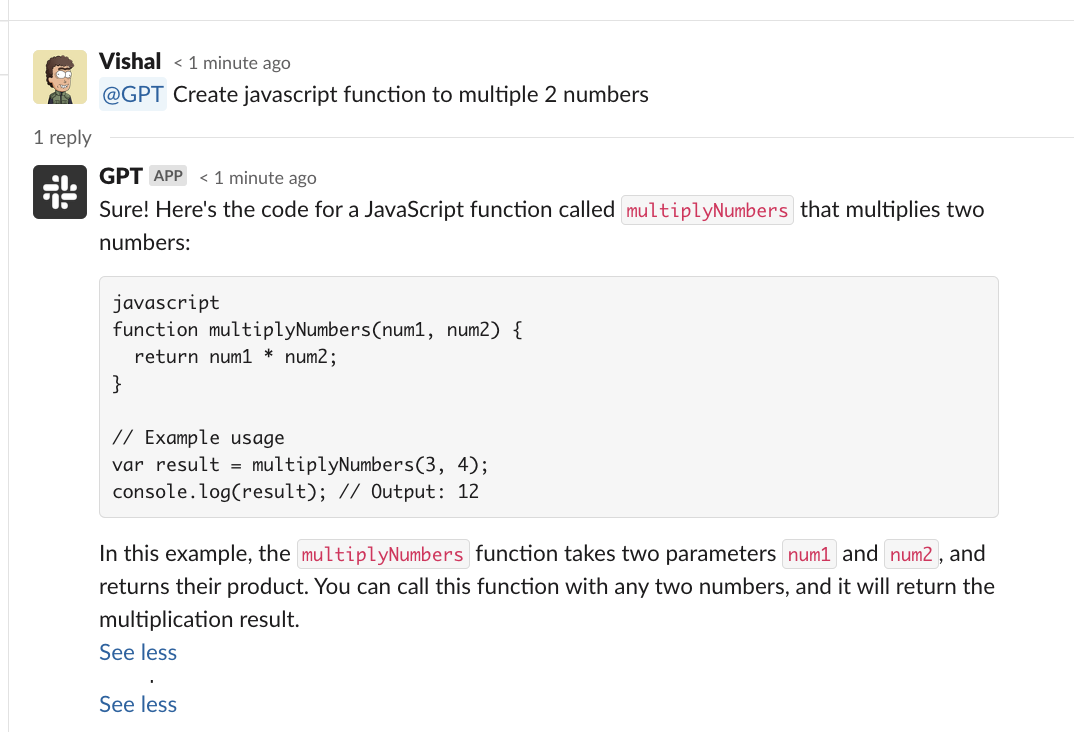 Vishal < 1 minute ago
@GPT Create javascript function to multiple 2 numbers
1 reply
GPT APP < 1 minute ago
Sure! Here's the code for a JavaScript function called multiplyNumbers that multiplies two
numbers:
javascript
function multiplyNumbers(num1, num2) {
  return num1 * num2;
}

// Example usage
var result = multiplyNumbers(3, 4);
console.log(result); // Output: 12
In this example, the multiplyNumbers function takes two parameters num1 and num2, and
returns their product. You can call this function with any two numbers, and it will return the
multiplication result.
See less
.
See less